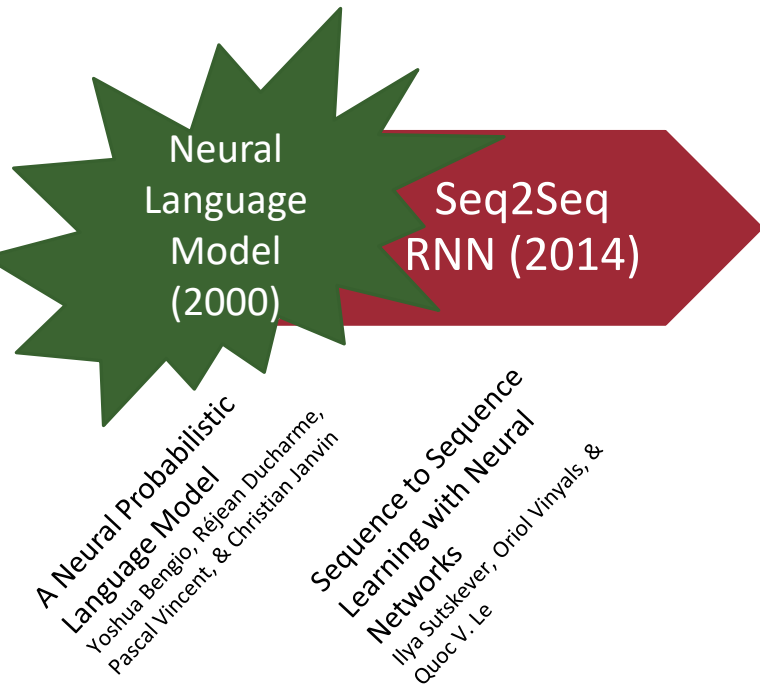 Neural
Language
Model
(2000)
Seq2Seq
RNN (2014)
A Neural Probabilistic
Language Model
Yoshua Bengio, Réjean Ducharme,
Pascal Vincent, & Christian Janvin
Sequence to Sequence
Learning with Neural
Networks
Ilya Sutskever, Oriol Vinyals, &
Quoc V. Le